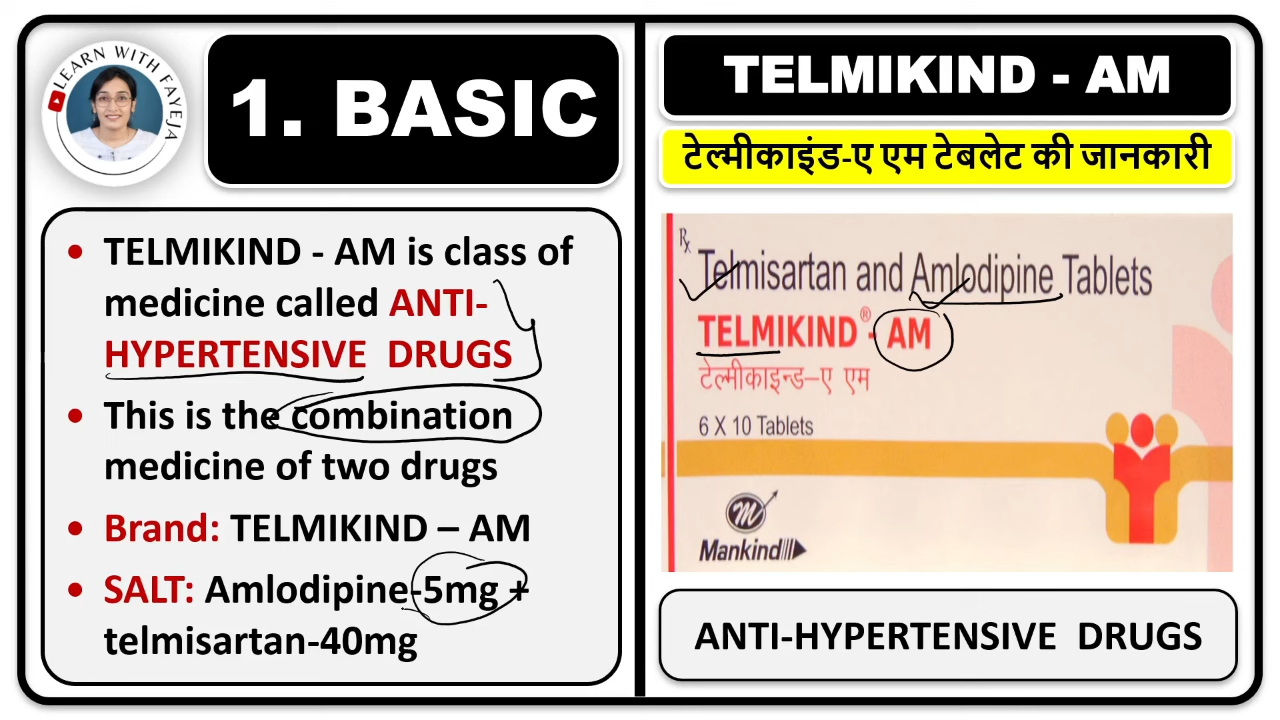 LEARN WITH FAYEJA
1. BASIC
• TELMIKIND - AM is class of
medicine called ANTI-
HYPERTENSIVE DRUGS
• This is the combination
medicine of two drugs
• Brand: TELMIKIND – AM
• SALT: Amlodipine-5mg +
telmisartan-40mg
TELMIKIND - AM
टेल्मीकाइंड-ए एम टेबलेट की जानकारी
Rx
Telmisartan and Amlodipine Tablets
TELMIKIND®- AM
टेल्मीकाइन्ड–ए एम
6 X 10 Tablets
m
Mankind
ANTI-HYPERTENSIVE DRUGS